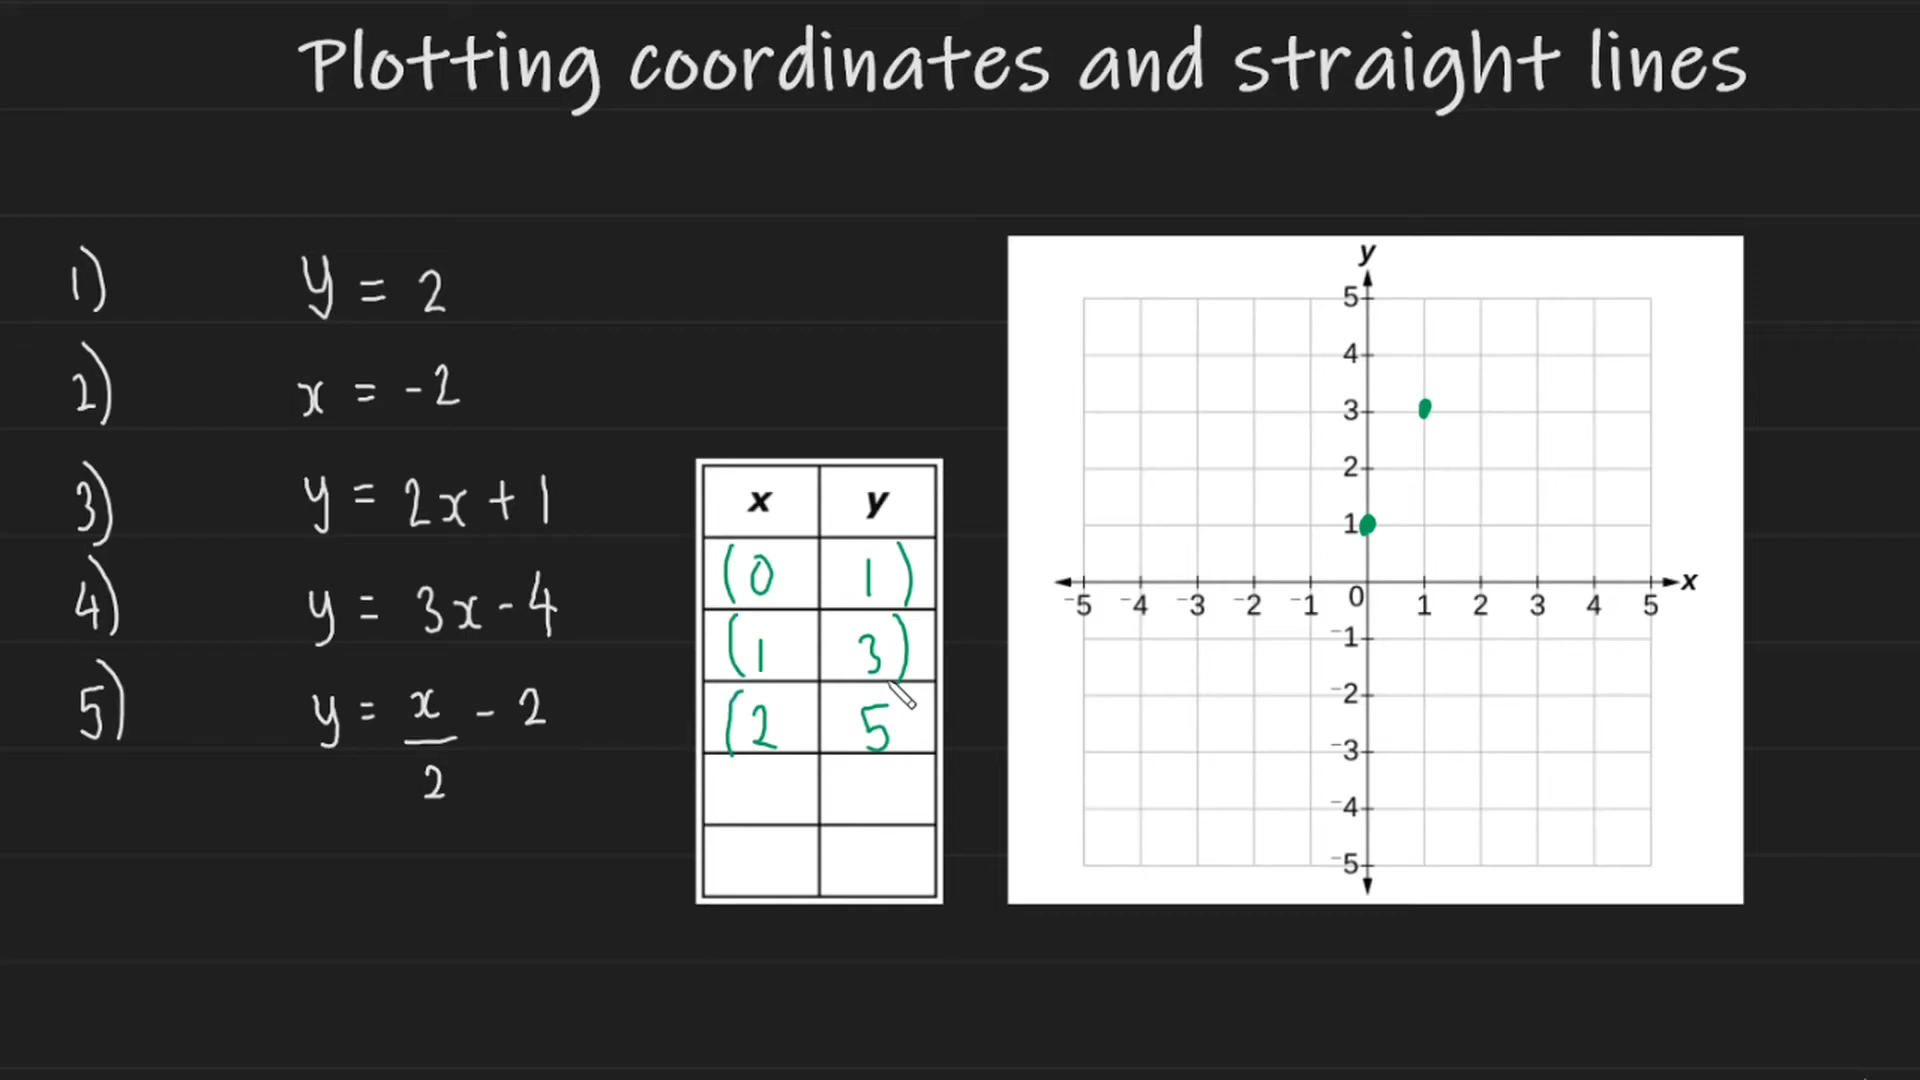 Plotting coordinates and straight lines
1) y = 2
2) x = -2
3) y = 2x + 1
4) y = 3x - 4
5) y = x/2 - 2
x y
(0 1)
(1 3)
(2 5
y
5
4
3
2
1
-5 -4 -3 -2 -1 0 1 2 3 4 5 x
-1
-2
-3
-4
-5